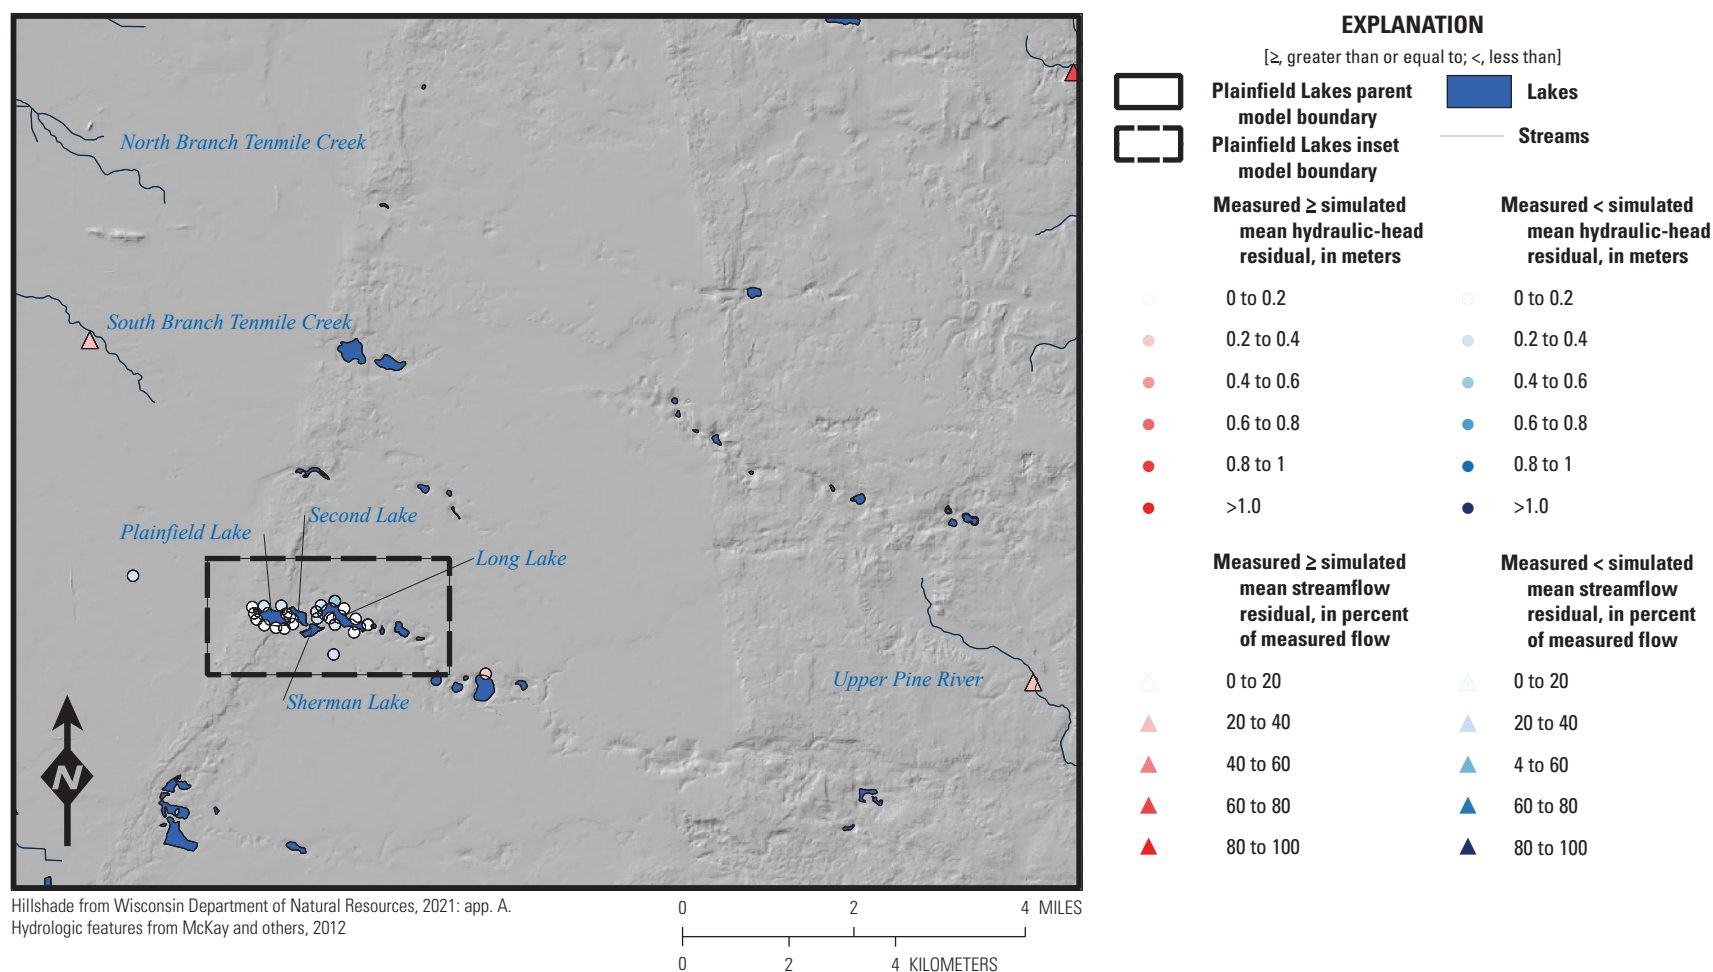 North Branch Tenmile Creek
South Branch Tenmile Creek
Second Lake
Plainfield Lake
Long Lake
Sherman Lake
Upper Pine River
N
Hillshade from Wisconsin Department of Natural Resources, 2021: app. A.
Hydrologic features from McKay and others, 2012
0 2 4 MILES
0 2 4 KILOMETERS
EXPLANATION
[≥, greater than or equal to; <, less than]
Plainfield Lakes parent
model boundary
Plainfield Lakes inset
model boundary
Lakes
Streams
Measured ≥ simulated
mean hydraulic-head
residual, in meters
0 to 0.2
0.2 to 0.4
0.4 to 0.6
0.6 to 0.8
0.8 to 1
>1.0
Measured < simulated
mean hydraulic-head
residual, in meters
0 to 0.2
0.2 to 0.4
0.4 to 0.6
0.6 to 0.8
0.8 to 1
>1.0
Measured ≥ simulated
mean streamflow
residual, in percent
of measured flow
0 to 20
20 to 40
40 to 60
60 to 80
80 to 100
Measured < simulated
mean streamflow
residual, in percent
of measured flow
0 to 20
20 to 40
4 to 60
60 to 80
80 to 100